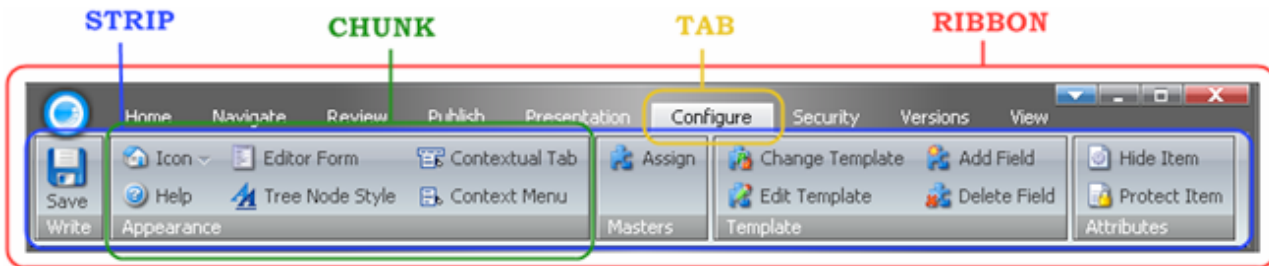 STRIP CHUNK TAB RIBBON
Home Navigate Review Publish Presentation Configure Security Versions View
Icon Editor Form Contextual Tab Assign Change Template Add Field Hide Item
Save Help Tree Node Style Context Menu Edit Template Delete Field Protect Item
Write Appearance Masters Template Attributes